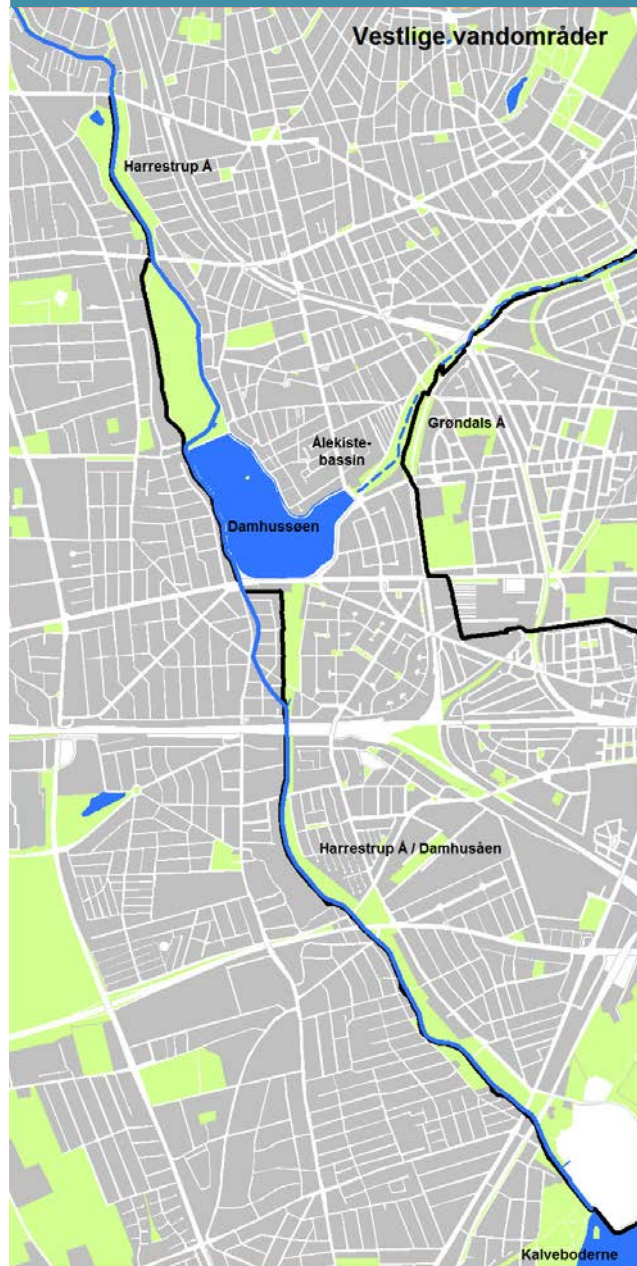 Vestlige vandområder
Harrestrup Å
Grøndals Å
Ålekiste-
bassin
Damhussøen
Harrestrup Å / Damhusåen
Kalveboderne